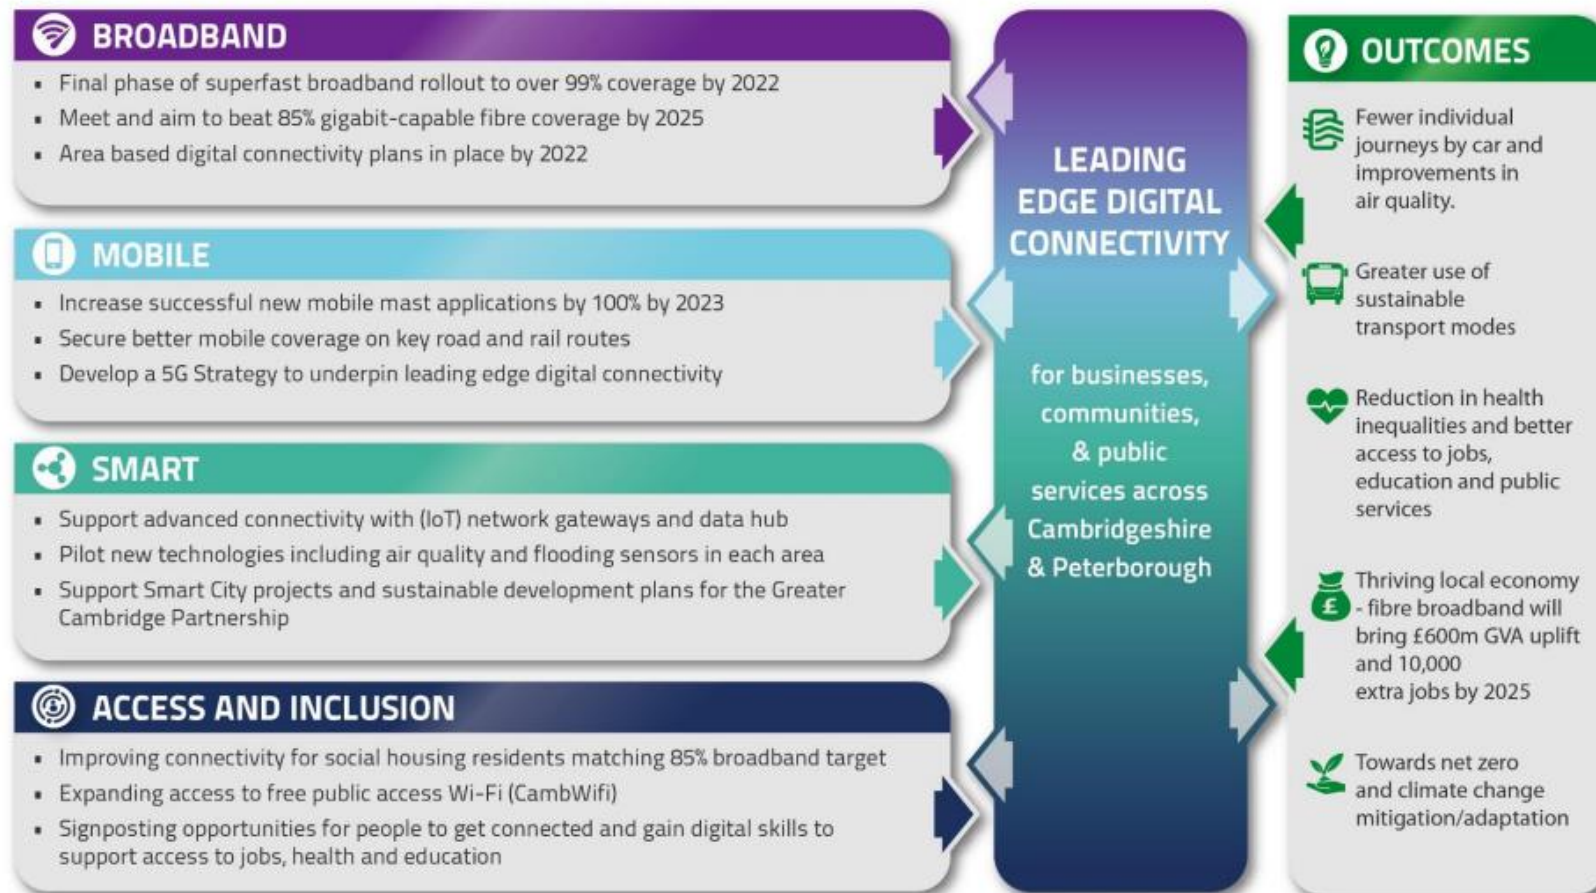 BROADBAND
▪ Final phase of superfast broadband rollout to over 99% coverage by 2022
▪ Meet and aim to beat 85% gigabit-capable fibre coverage by 2025
▪ Area based digital connectivity plans in place by 2022
MOBILE
▪ Increase successful new mobile mast applications by 100% by 2023
▪ Secure better mobile coverage on key road and rail routes
▪ Develop a 5G Strategy to underpin leading edge digital connectivity
SMART
▪ Support advanced connectivity with (IoT) network gateways and data hub
▪ Pilot new technologies including air quality and flooding sensors in each area
▪ Support Smart City projects and sustainable development plans for the Greater
Cambridge Partnership
ACCESS AND INCLUSION
▪ Improving connectivity for social housing residents matching 85% broadband target
▪ Expanding access to free public access Wi-Fi (CambWifi)
▪ Signposting opportunities for people to get connected and gain digital skills to
support access to jobs, health and education
LEADING
EDGE DIGITAL
CONNECTIVITY
for businesses,
communities,
& public
services across
Cambridgeshire
& Peterborough
OUTCOMES
Fewer individual
journeys by car and
improvements in
air quality.
Greater use of
sustainable
transport modes
Reduction in health
inequalities and better
access to jobs,
education and public
services
£
Thriving local economy
- fibre broadband will
bring £600m GVA uplift
and 10,000
extra jobs by 2025
Towards net zero
and climate change
mitigation/adaptation